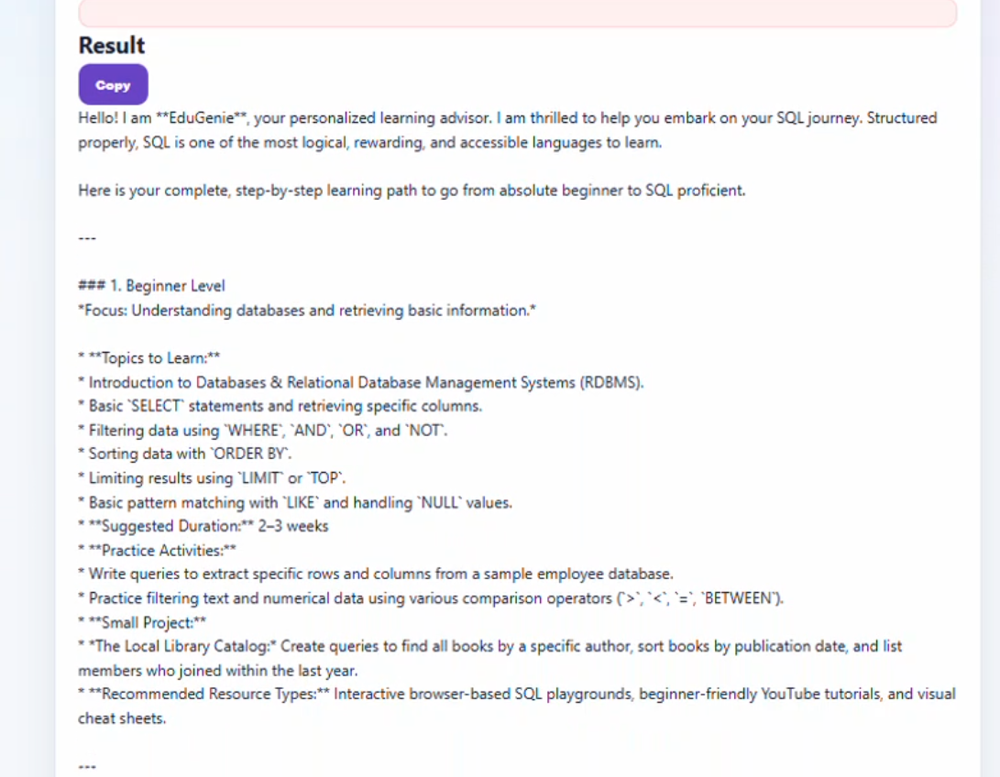 Result
Copy
Hello! I am **EduGenie**, your personalized learning advisor. I am thrilled to help you embark on your SQL journey. Structured
properly, SQL is one of the most logical, rewarding, and accessible languages to learn.
Here is your complete, step-by-step learning path to go from absolute beginner to SQL proficient.
---
### 1. Beginner Level
*Focus: Understanding databases and retrieving basic information.*
* **Topics to Learn:**
* Introduction to Databases & Relational Database Management Systems (RDBMS).
* Basic `SELECT` statements and retrieving specific columns.
* Filtering data using `WHERE`, `AND`, `OR`, and `NOT`.
* Sorting data with `ORDER BY`.
* Limiting results using `LIMIT` or `TOP`.
* Basic pattern matching with `LIKE` and handling `NULL` values.
* **Suggested Duration:** 2–3 weeks
* **Practice Activities:**
* Write queries to extract specific rows and columns from a sample employee database.
* Practice filtering text and numerical data using various comparison operators (`>`, `<`, `=`, `BETWEEN`).
* **Small Project:**
* *The Local Library Catalog:* Create queries to find all books by a specific author, sort books by publication date, and list
members who joined within the last year.
* **Recommended Resource Types:** Interactive browser-based SQL playgrounds, beginner-friendly YouTube tutorials, and visual
cheat sheets.
---